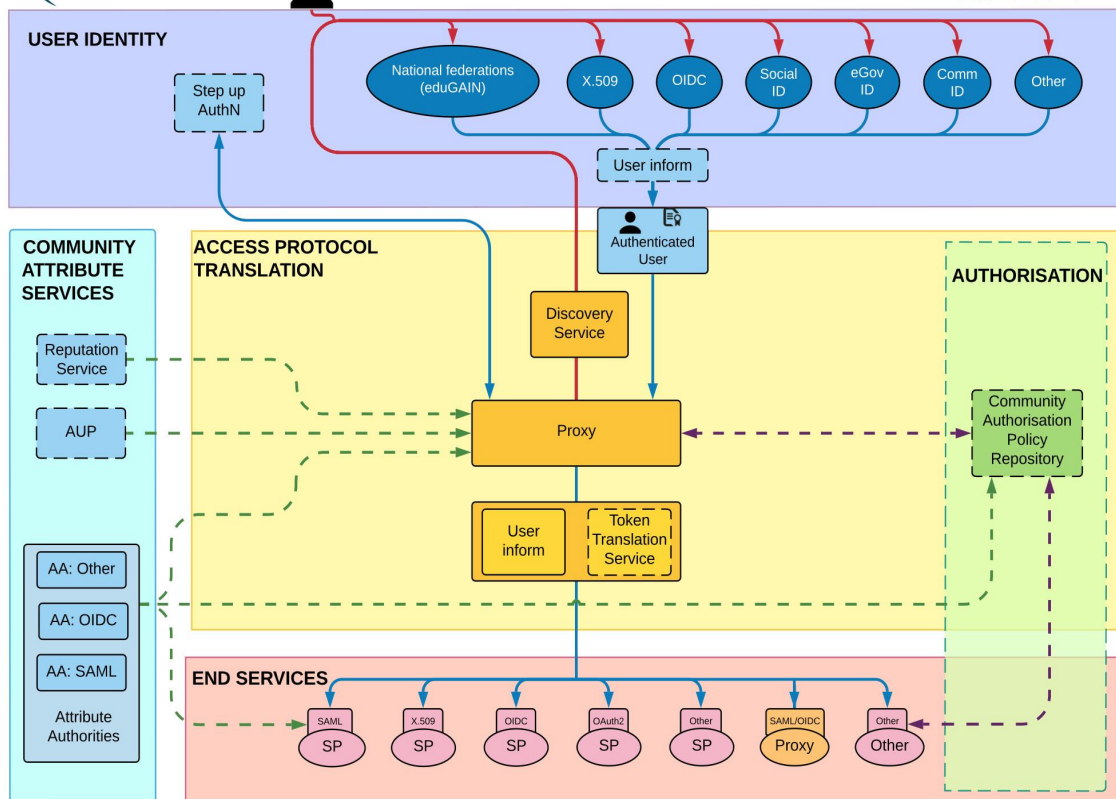 USER IDENTITY
National federations
(eduGAIN)
X.509
OIDC
Social
ID
eGov
ID
Comm
ID
Other
Step up
AuthN
User inform
Authenticated
User
COMMUNITY
ATTRIBUTE
SERVICES
ACCESS PROTOCOL
TRANSLATION
AUTHORISATION
Discovery
Service
Reputation
Service
AUP
Proxy
Community
Authorisation
Policy
Repository
User
inform
Token
Translation
Service
AA: Other
AA: OIDC
AA: SAML
Attribute
Authorities
END SERVICES
SAML
SP
X.509
SP
OIDC
SP
OAuth2
SP
Other
SP
SAML/OIDC
Proxy
Other
Other